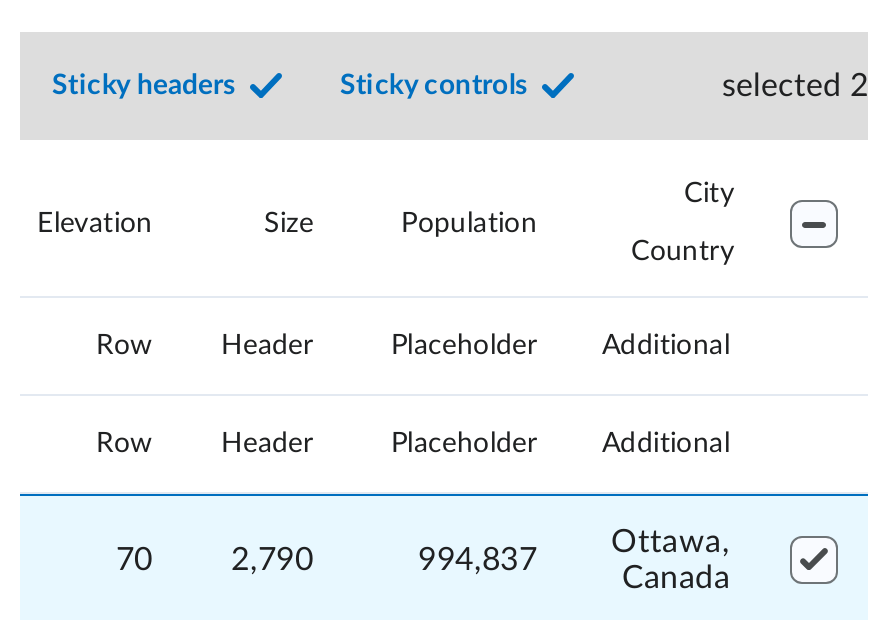 Sticky headers Sticky controls selected 2
Elevation Size Population City
Country
Row Header Placeholder Additional
Row Header Placeholder Additional
70 2,790 994,837 Ottawa,
Canada